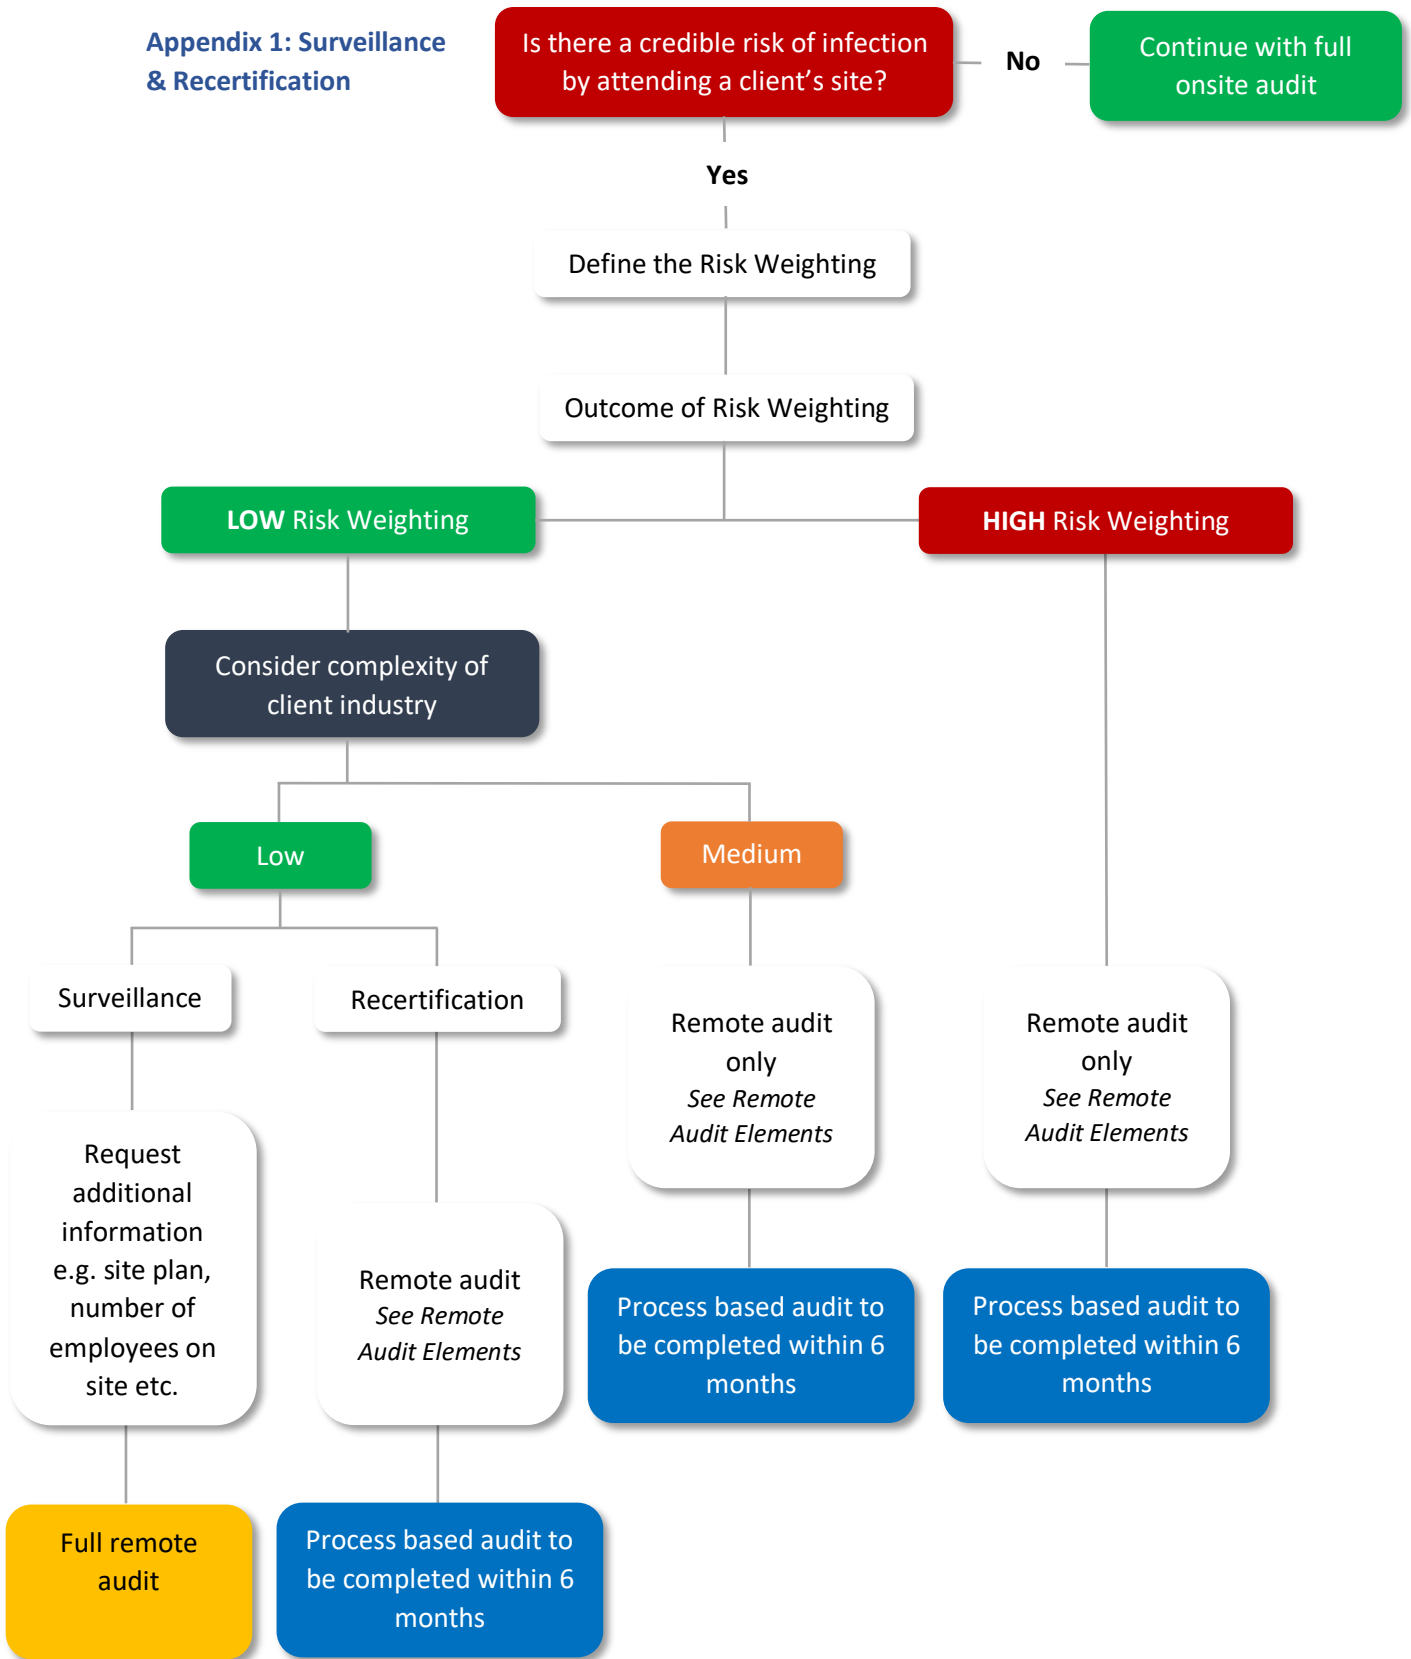 Appendix 1: Surveillance
& Recertification
Is there a credible risk of infection
by attending a client’s site?
No
Continue with full
onsite audit
Yes
Define the Risk Weighting
Outcome of Risk Weighting
LOW Risk Weighting
HIGH Risk Weighting
Consider complexity of
client industry
Low
Medium
Surveillance
Recertification
Remote audit
only
See Remote
Audit Elements
Remote audit
only
See Remote
Audit Elements
Request
additional
information
e.g. site plan,
number of
employees on
site etc.
Remote audit
See Remote
Audit Elements
Process based audit to
be completed within 6
months
Process based audit to
be completed within 6
months
Full remote
audit
Process based audit to
be completed within 6
months